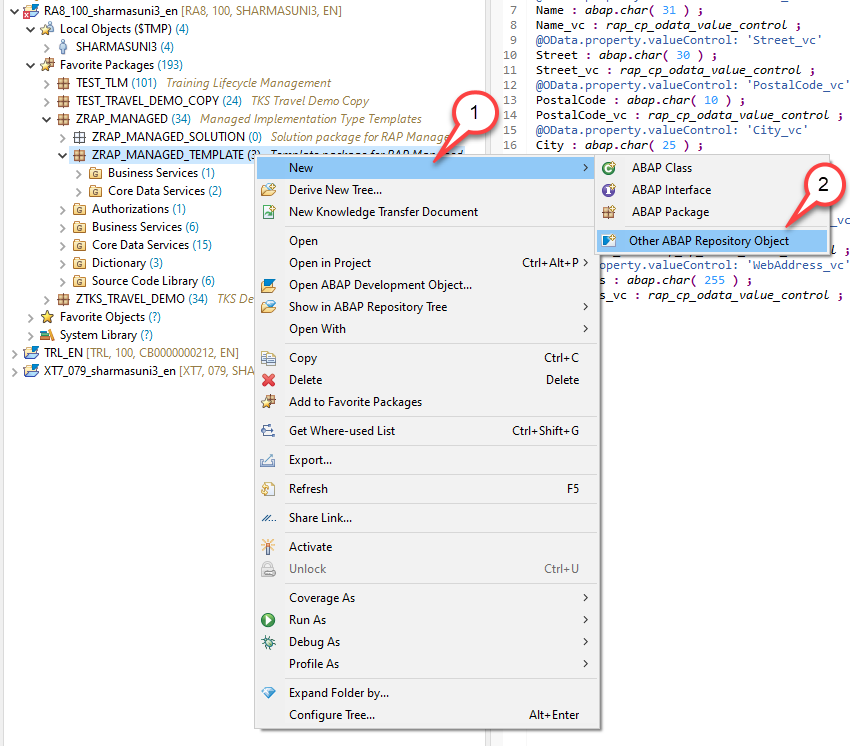 RA8_100_sharmasuni3_en [RA8, 100, SHARMASUNI3, EN]
Local Objects ($TMP) (4)
SHARMASUNI3 (4)
Favorite Packages (193)
TEST_TLM (101) Training Lifecycle Management
TEST_TRAVEL_DEMO_COPY (24) TKS Travel Demo Copy
ZRAP_MANAGED (34) Managed Implementation Type Templates
ZRAP_MANAGED_SOLUTION (0) Solution package for RAP Manage
ZRAP_MANAGED_TEMPLATE (3) Template package for RAP Managed
Business Services (1)
Core Data Services (2)
Authorizations (1)
Business Services (6)
Core Data Services (15)
Dictionary (3)
Source Code Library (6)
ZTKS_TRAVEL_DEMO (34) TKS De
Favorite Objects (?)
System Library (?)
TRL_EN [TRL, 100, CB0000000212, EN]
XT7_079_sharmasuni3_en [XT7, 079, SHA
1
New
Derive New Tree...
New Knowledge Transfer Document
Open
Open in Project Ctrl+Alt+P
Open ABAP Development Object...
Show in ABAP Repository Tree
Open With
Copy Ctrl+C
Delete Delete
Add to Favorite Packages
Get Where-used List Ctrl+Shift+G
Export...
Refresh F5
Share Link...
Activate
Unlock Ctrl+U
Coverage As
Run As
Debug As
Profile As
Expand Folder by...
Configure Tree... Alt+Enter
ABAP Class
ABAP Interface
ABAP Package
Other ABAP Repository Object
2
7 Name : abap.char( 31 ) ;
8 Name_vc : rap_cp_odata_value_control ;
9 @OData.property.valueControl: 'Street_vc'
10 Street : abap.char( 30 ) ;
11 Street_vc : rap_cp_odata_value_control ;
12 @OData.property.valueControl: 'PostalCode_vc'
13 PostalCode : abap.char( 10 ) ;
14 PostalCode_vc : rap_cp_odata_value_control ;
15 @OData.property.valueControl: 'City_vc'
16 City : abap.char( 25 ) ;
_vc'
l ;
operty.valueControl: 'WebAddress_vc'
s : abap.char( 255 ) ;
s_vc : rap_cp_odata_value_control ;